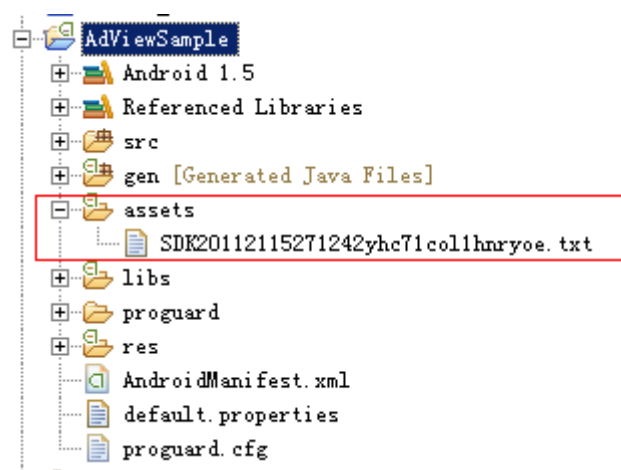 AdViewSample
Android 1.5
Referenced Libraries
src
gen [Generated Java Files]
assets
SDK20112115271242yhc71col1hnryoe.txt
libs
proguard
res
AndroidManifest.xml
default.properties
proguard.cfg